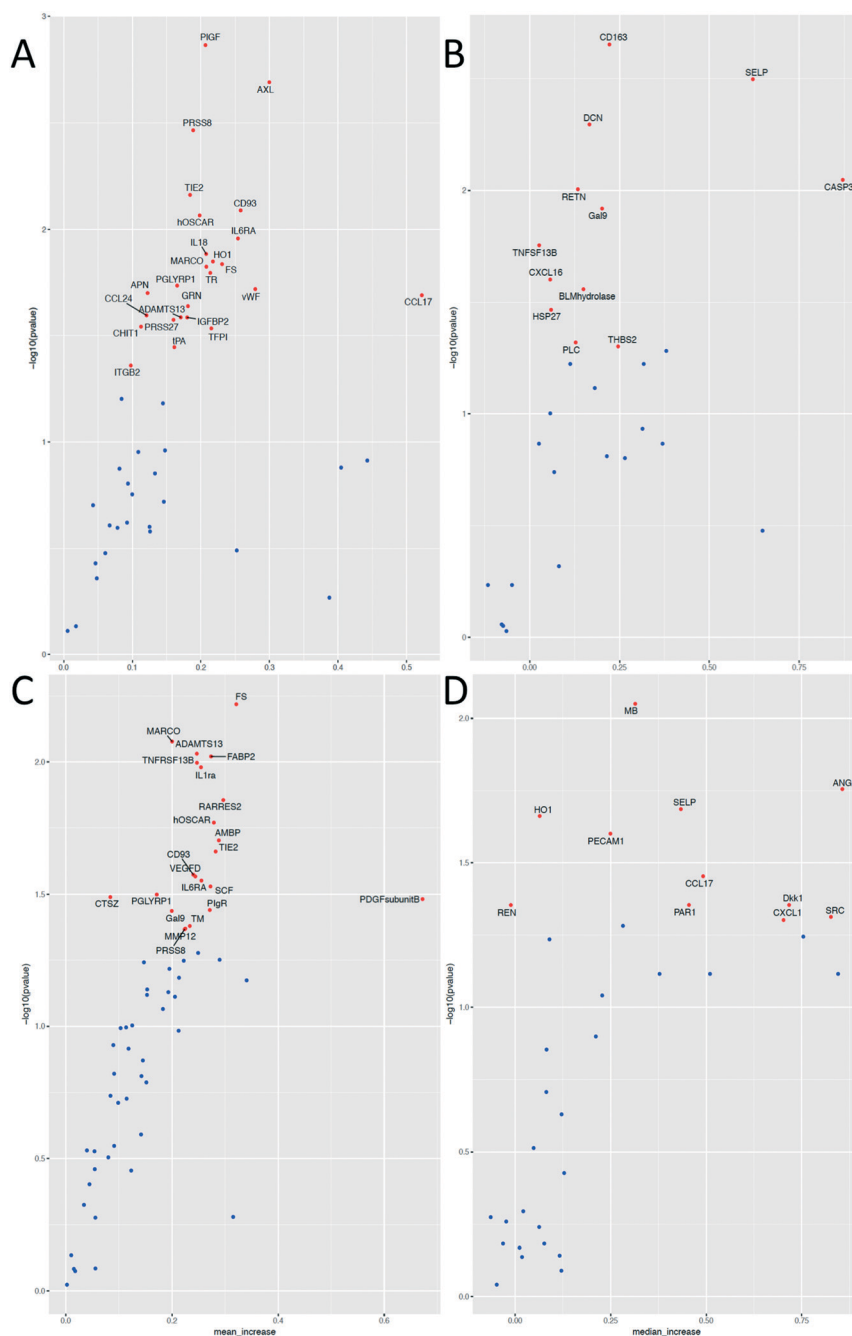 A
PlGF
AXL
PRSS8
TIE2
CD93
hOSCAR
IL6RA
IL18
HO1
MARCO
FS
TR
APN
PGLYRP1
vWF
CCL24
GRN
CCL17
ADAMTS13
IGFBP2
CHIT1
PRSS27
TFPI
tPA
ITGB2
3
2
1
0
−log10(pvalue)
0.0 0.1 0.2 0.3 0.4 0.5
B
CD163
SELP
DCN
CASP3
RETN
Gal9
TNFSF13B
CXCL16
BLMhydrolase
HSP27
PLC
THBS2
2
1
0
−log10(pvalue)
0.00 0.25 0.50 0.75
median_increase
C
FS
MARCO
ADAMTS13
FABP2
TNFRSF13B
IL1ra
RARRES2
hOSCAR
AMBP
TIE2
CD93
VEGFD
IL6RA
SCF
CTSZ
PGLYRP1
PIgR
PDGFsubunitB
Gal9
TM
MMP12
PRSS8
2.0
1.5
1.0
0.5
0.0
−log10(pvalue)
0.0 0.2 0.4 0.6
mean_increase
D
MB
ANG
HO1
SELP
PECAM1
CCL17
REN
PAR1
Dkk1
CXCL1
SRC
2.0
1.5
1.0
0.5
0.0
−log10(pvalue)
0.00 0.25 0.50 0.75
median_increase
mean_increase